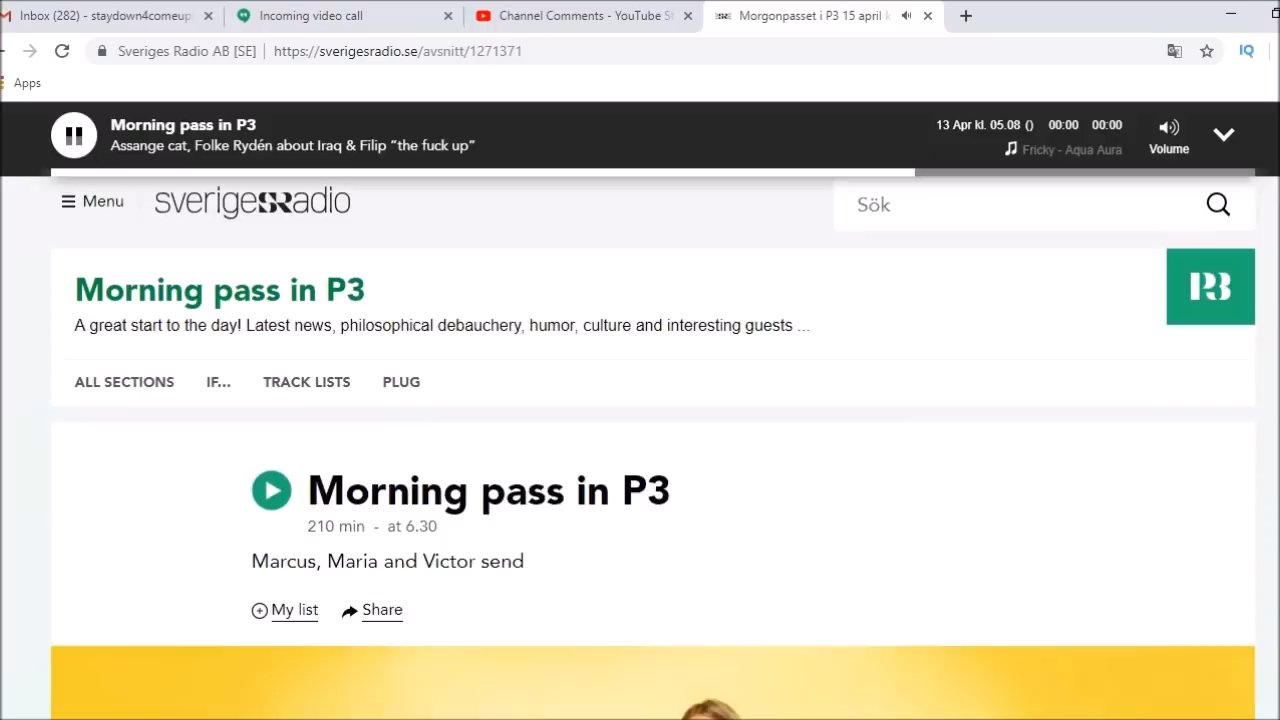 Inbox (282) - staydown4comeup
Incoming video call
Channel Comments - YouTube St
Morgonpasset i P3 15 april k
Sveriges Radio AB [SE]
https://sverigesradio.se/avsnitt/1271371
IQ
Apps
Morning pass in P3
Assange cat, Folke Rydén about Iraq & Filip "the fuck up"
13 Apr kl. 05.08 () 00:00 00:00
Fricky - Aqua Aura
Volume
Menu
sverigesRadio
Sök
Morning pass in P3
A great start to the day! Latest news, philosophical debauchery, humor, culture and interesting guests ...
P3
ALL SECTIONS IF... TRACK LISTS PLUG
Morning pass in P3
210 min - at 6.30
Marcus, Maria and Victor send
My list Share